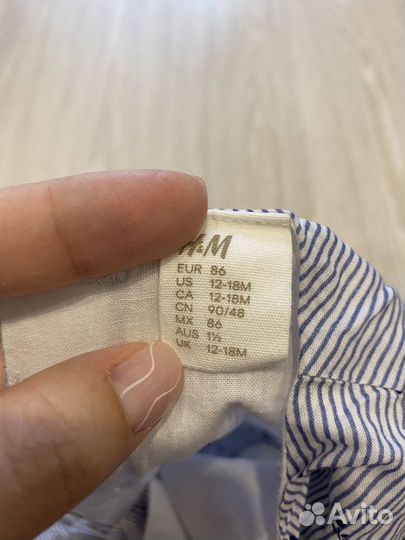 H&M
EUR 86
US 12-18M
CA 12-18M
CN 90/48
MX 86
AUS 1½
UK 12-18M
Avito